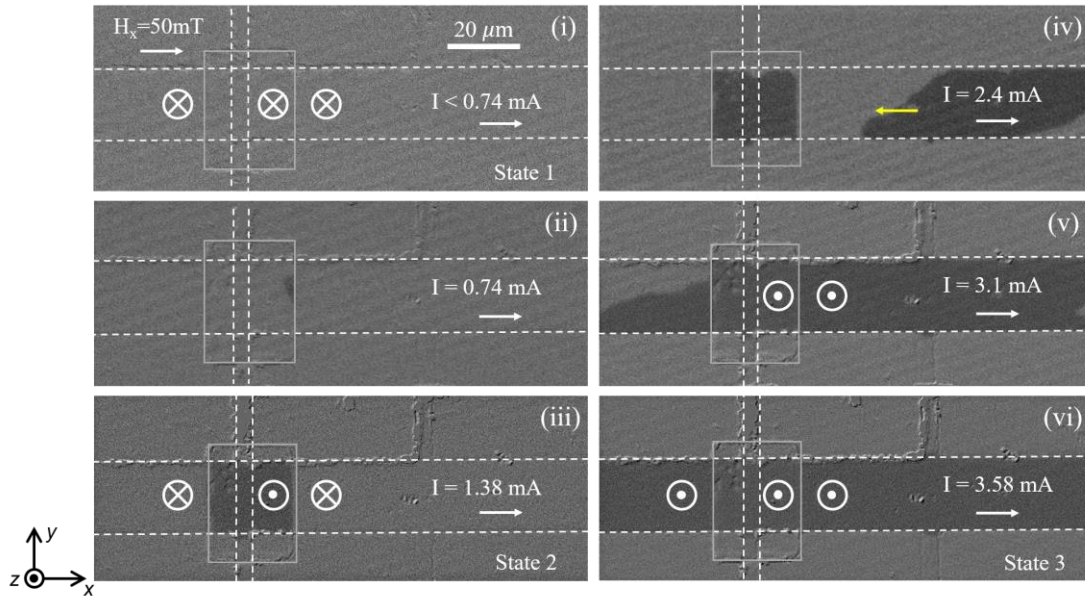 H_x=50mT
20 µm
(i)
I < 0.74 mA
State 1
(ii)
I = 0.74 mA
(iii)
I = 1.38 mA
State 2
(iv)
I = 2.4 mA
(v)
I = 3.1 mA
(vi)
I = 3.58 mA
State 3
y
z
x